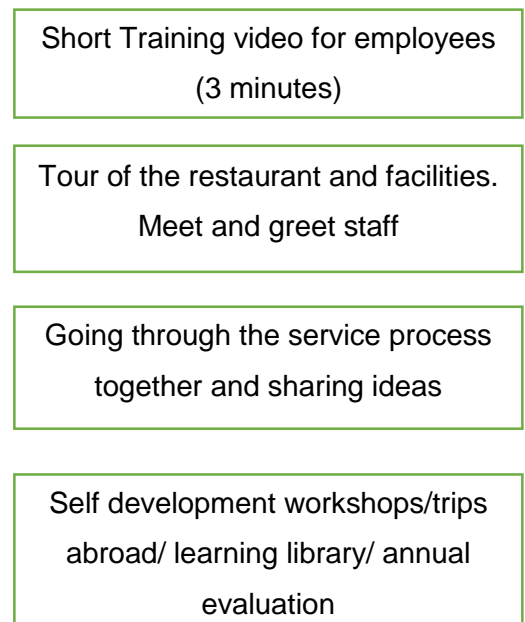 Short Training video for employees
(3 minutes)
Tour of the restaurant and facilities.
Meet and greet staff
Going through the service process
together and sharing ideas
Self development workshops/trips
abroad/ learning library/ annual
evaluation